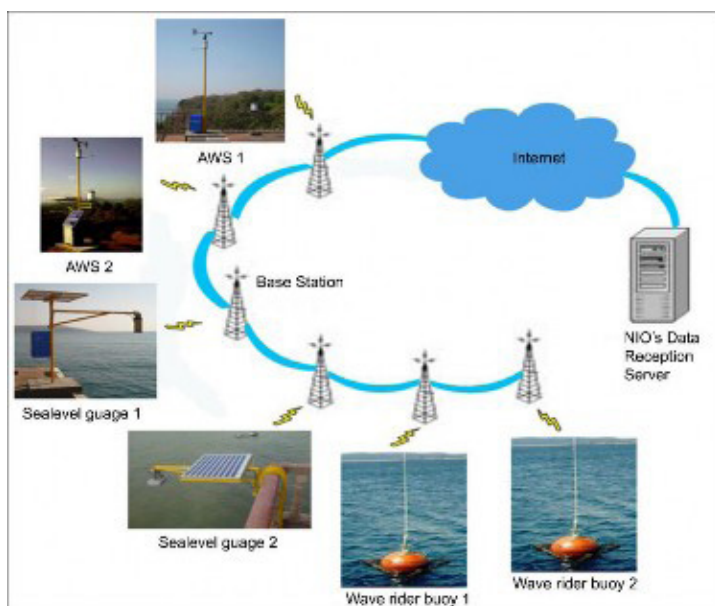 AWS 1
Internet
AWS 2
Base Station
NIO's Data
Reception
Server
Sealevel guage 1
Sealevel guage 2
Wave rider buoy 1
Wave rider buoy 2